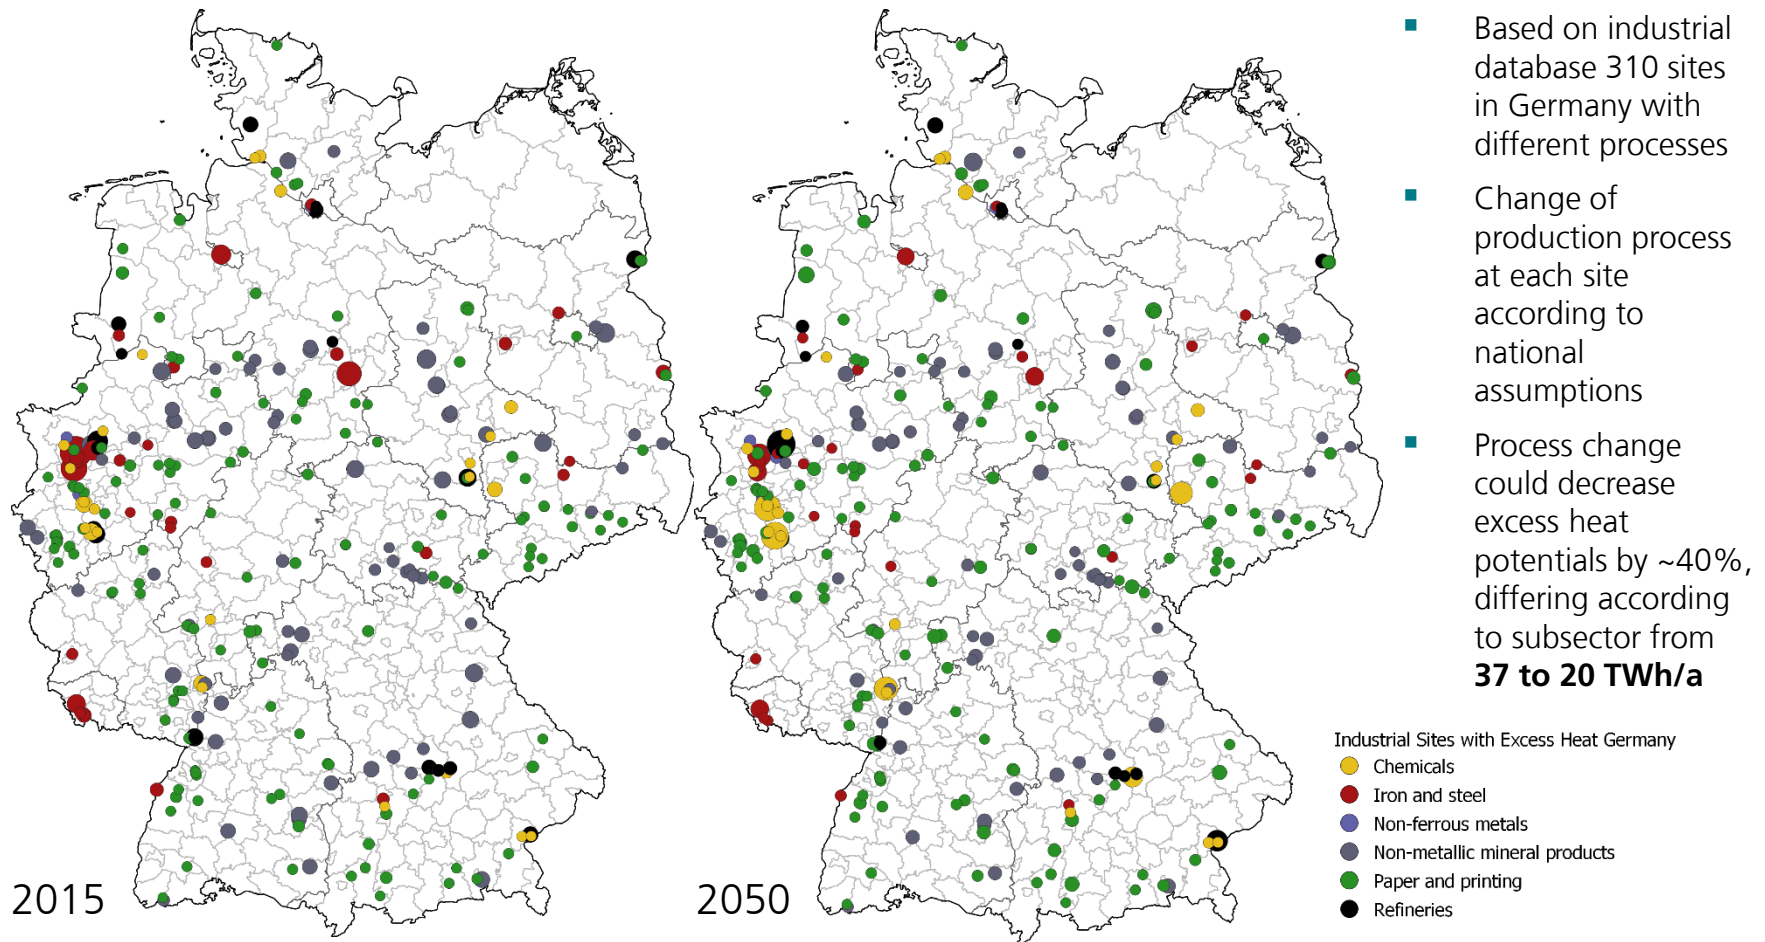 Based on industrial
database 310 sites
in Germany with
different processes
Change of
production process
at each site
according to
national
assumptions
Process change
could decrease
excess heat
potentials by ~40%,
differing according
to subsector from
37 to 20 TWh/a
Industrial Sites with Excess Heat Germany
Chemicals
Iron and steel
Non-ferrous metals
Non-metallic mineral products
Paper and printing
Refineries
2015
2050